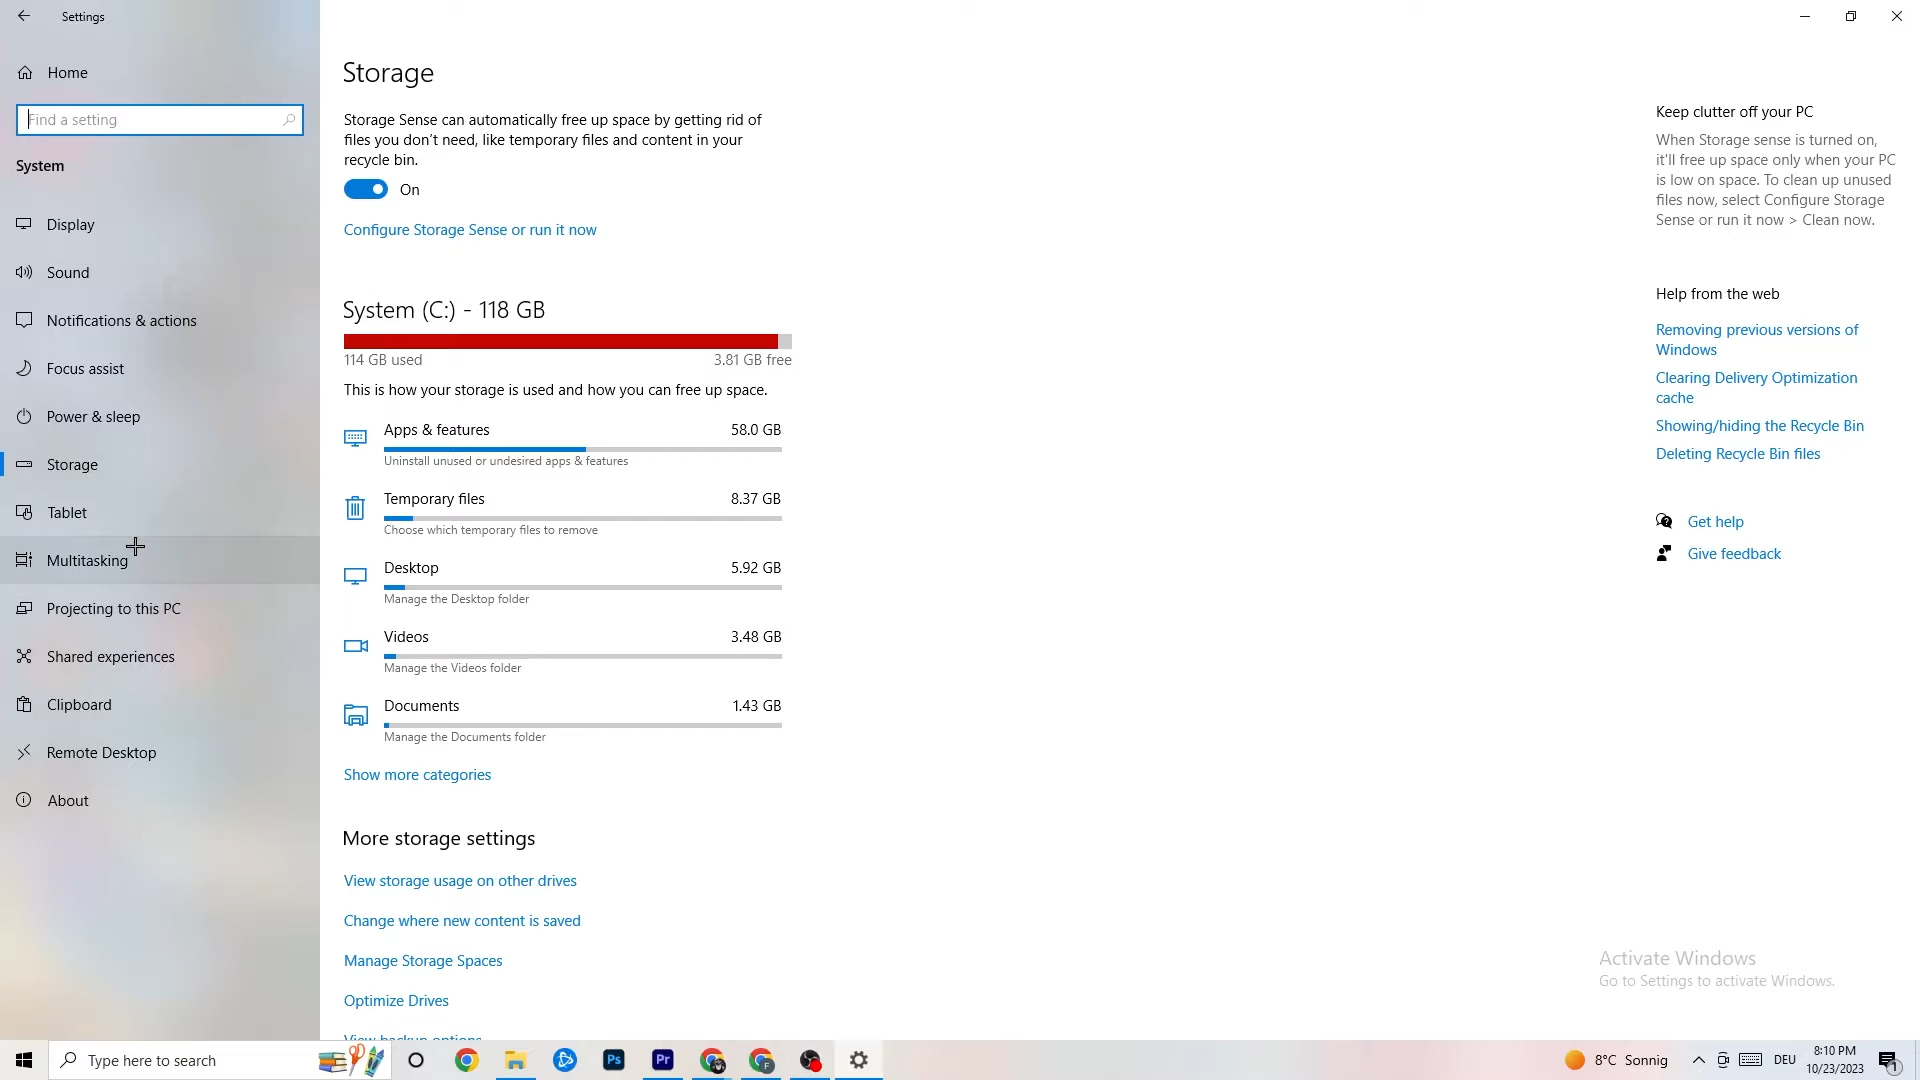 Settings
Home
Find a setting
System
Display
Sound
Notifications & actions
Focus assist
Power & sleep
Storage
Tablet
Multitasking
Projecting to this PC
Shared experiences
Clipboard
Remote Desktop
About
Storage
Storage Sense can automatically free up space by getting rid of
files you don’t need, like temporary files and content in your
recycle bin.
On
Configure Storage Sense or run it now
System (C:) - 118 GB
114 GB used 3.81 GB free
This is how your storage is used and how you can free up space.
Apps & features 58.0 GB
Uninstall unused or undesired apps & features
Temporary files 8.37 GB
Choose which temporary files to remove
Desktop 5.92 GB
Manage the Desktop folder
Videos 3.48 GB
Manage the Videos folder
Documents 1.43 GB
Manage the Documents folder
Show more categories
More storage settings
View storage usage on other drives
Change where new content is saved
Manage Storage Spaces
Optimize Drives
View backup options
Keep clutter off your PC
When Storage sense is turned on,
it'll free up space only when your PC
is low on space. To clean up unused
files now, select Configure Storage
Sense or run it now > Clean now.
Help from the web
Removing previous versions of
Windows
Clearing Delivery Optimization
cache
Showing/hiding the Recycle Bin
Deleting Recycle Bin files
Get help
Give feedback
Activate Windows
Go to Settings to activate Windows.
Type here to search
Ps
Pr
F
8°C Sonnig
DEU
8:10 PM
10/23/2023
1